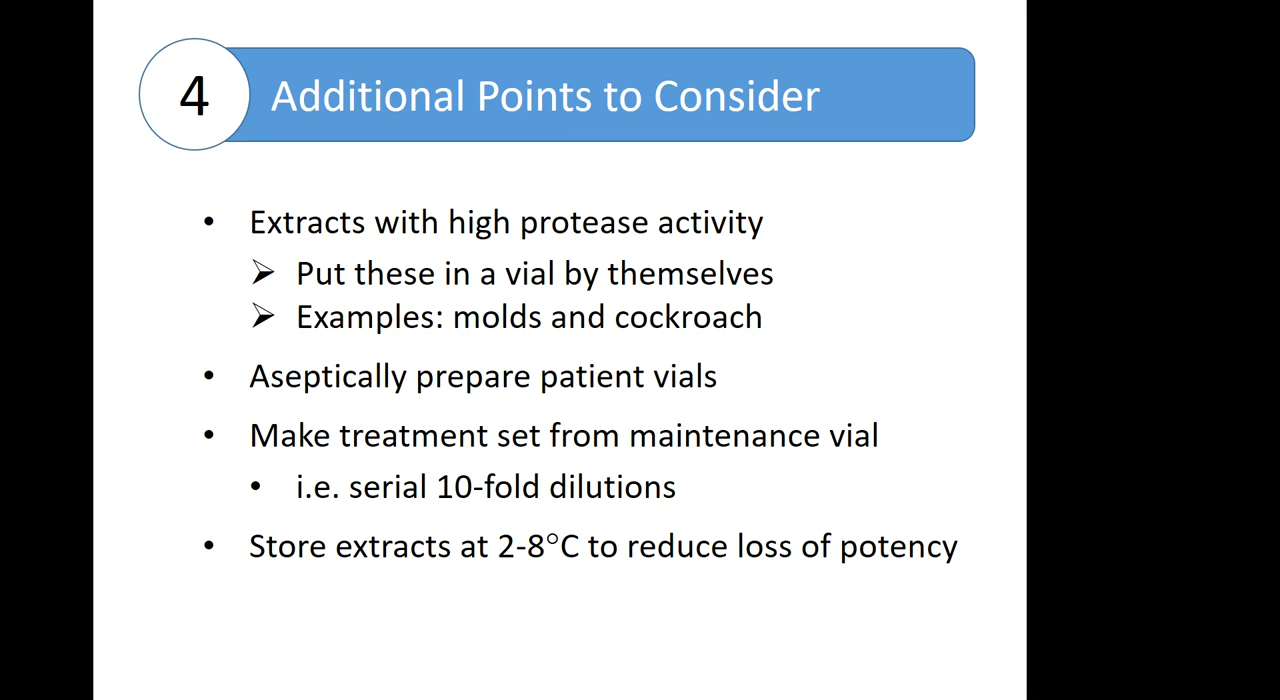 4 Additional Points to Consider
• Extracts with high protease activity
➢ Put these in a vial by themselves
➢ Examples: molds and cockroach
• Aseptically prepare patient vials
• Make treatment set from maintenance vial
• i.e. serial 10-fold dilutions
• Store extracts at 2-8°C to reduce loss of potency